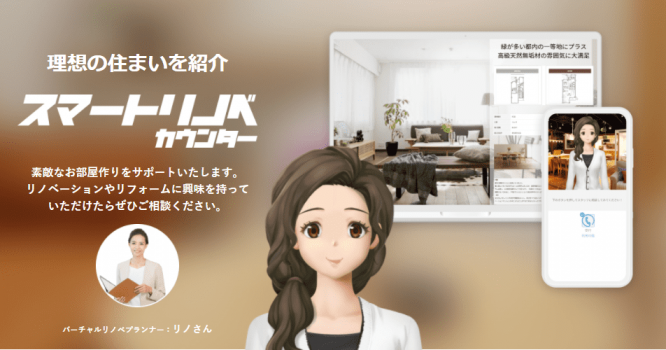 理想の住まいを紹介
スマートリノベ
カウンター
素敵なお部屋作りをサポートいたします。
リノベーションやリフォームに興味を持って
いただけたらぜひご相談ください。
バーチャルリノベプランナー：リノさん
緑が多い都内の一等地にプラス
高級天然無垢材の雰囲気に大満足